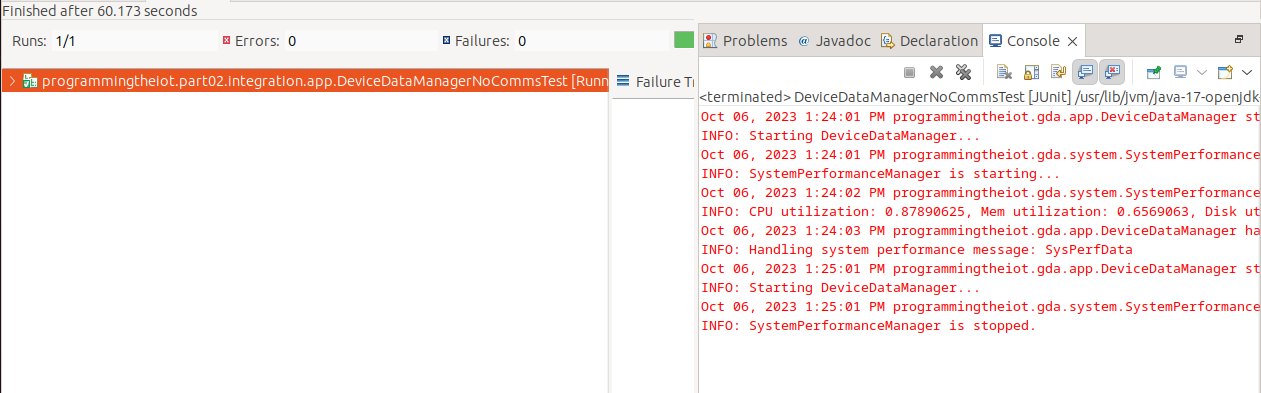 Finished after 60.173 seconds
Runs: 1/1 Errors: 0 Failures: 0
programmingtheiot.part02.integration.app.DeviceDataManagerNoCommsTest [Runn
Failure Tr
Problems @ Javadoc Declaration Console
<terminated> DeviceDataManagerNoCommsTest [JUnit] /usr/lib/jvm/java-17-openjdk
Oct 06, 2023 1:24:01 PM programmingtheiot.gda.app.DeviceDataManager st
INFO: Starting DeviceDataManager...
Oct 06, 2023 1:24:01 PM programmingtheiot.gda.system.SystemPerformance
INFO: SystemPerformanceManager is starting...
Oct 06, 2023 1:24:02 PM programmingtheiot.gda.system.SystemPerformance
INFO: CPU utilization: 0.87890625, Mem utilization: 0.6569063, Disk ut
Oct 06, 2023 1:24:03 PM programmingtheiot.gda.app.DeviceDataManager ha
INFO: Handling system performance message: SysPerfData
Oct 06, 2023 1:25:01 PM programmingtheiot.gda.app.DeviceDataManager st
INFO: Starting DeviceDataManager...
Oct 06, 2023 1:25:01 PM programmingtheiot.gda.system.SystemPerformance
INFO: SystemPerformanceManager is stopped.